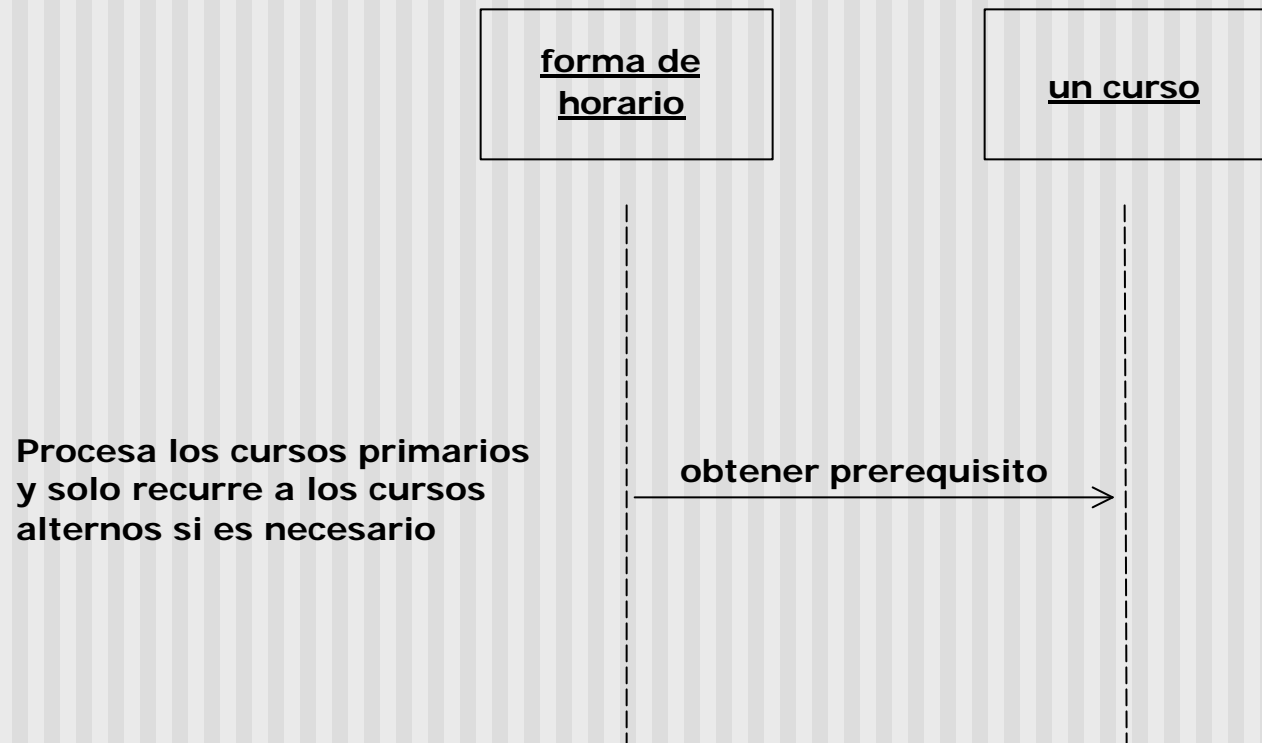 forma de
horario
un curso
Procesa los cursos primarios
y solo recurre a los cursos
alternos si es necesario
obtener prerequisito